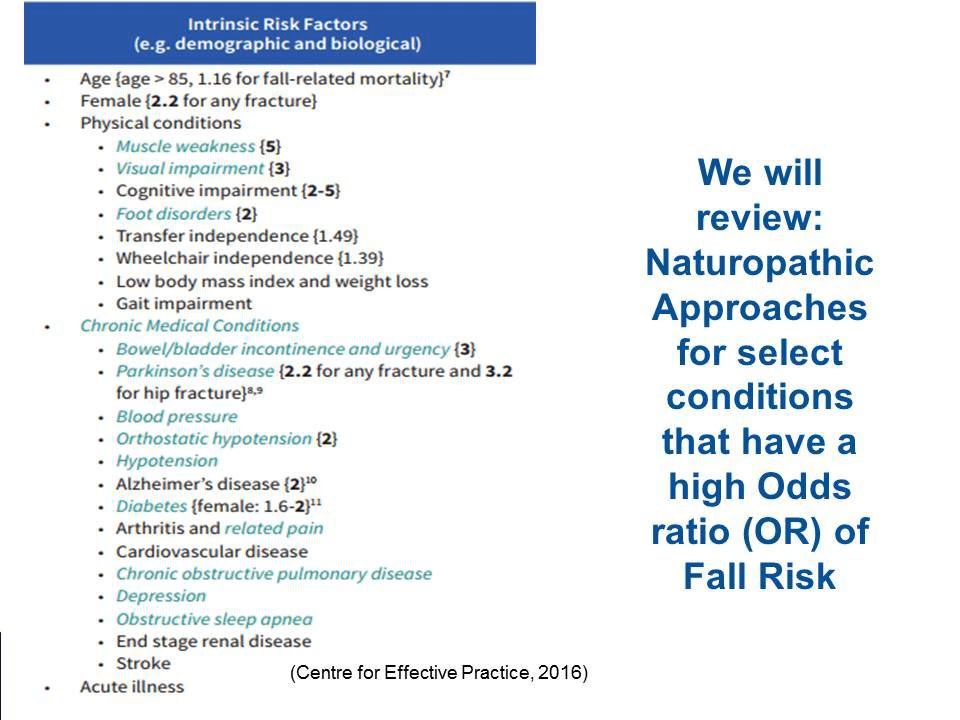 Intrinsic Risk Factors
(e.g. demographic and biological)
• Age {age > 85, 1.16 for fall-related mortality}⁷
• Female {2.2 for any fracture}
• Physical conditions
• Muscle weakness {5}
• Visual impairment {3}
• Cognitive impairment {2-5}
• Foot disorders {2}
• Transfer independence {1.49}
• Wheelchair independence {1.39}
• Low body mass index and weight loss
• Gait impairment
• Chronic Medical Conditions
• Bowel/bladder incontinence and urgency {3}
• Parkinson's disease {2.2 for any fracture and 3.2
for hip fracture}⁸,⁹
• Blood pressure
• Orthostatic hypotension {2}
• Hypotension
• Alzheimer's disease {2}¹⁰
• Diabetes {female: 1.6-2}¹¹
• Arthritis and related pain
• Cardiovascular disease
• Chronic obstructive pulmonary disease
• Depression
• Obstructive sleep apnea
• End stage renal disease
• Stroke
• Acute illness
(Centre for Effective Practice, 2016)
We will
review:
Naturopathic
Approaches
for select
conditions
that have a
high Odds
ratio (OR) of
Fall Risk